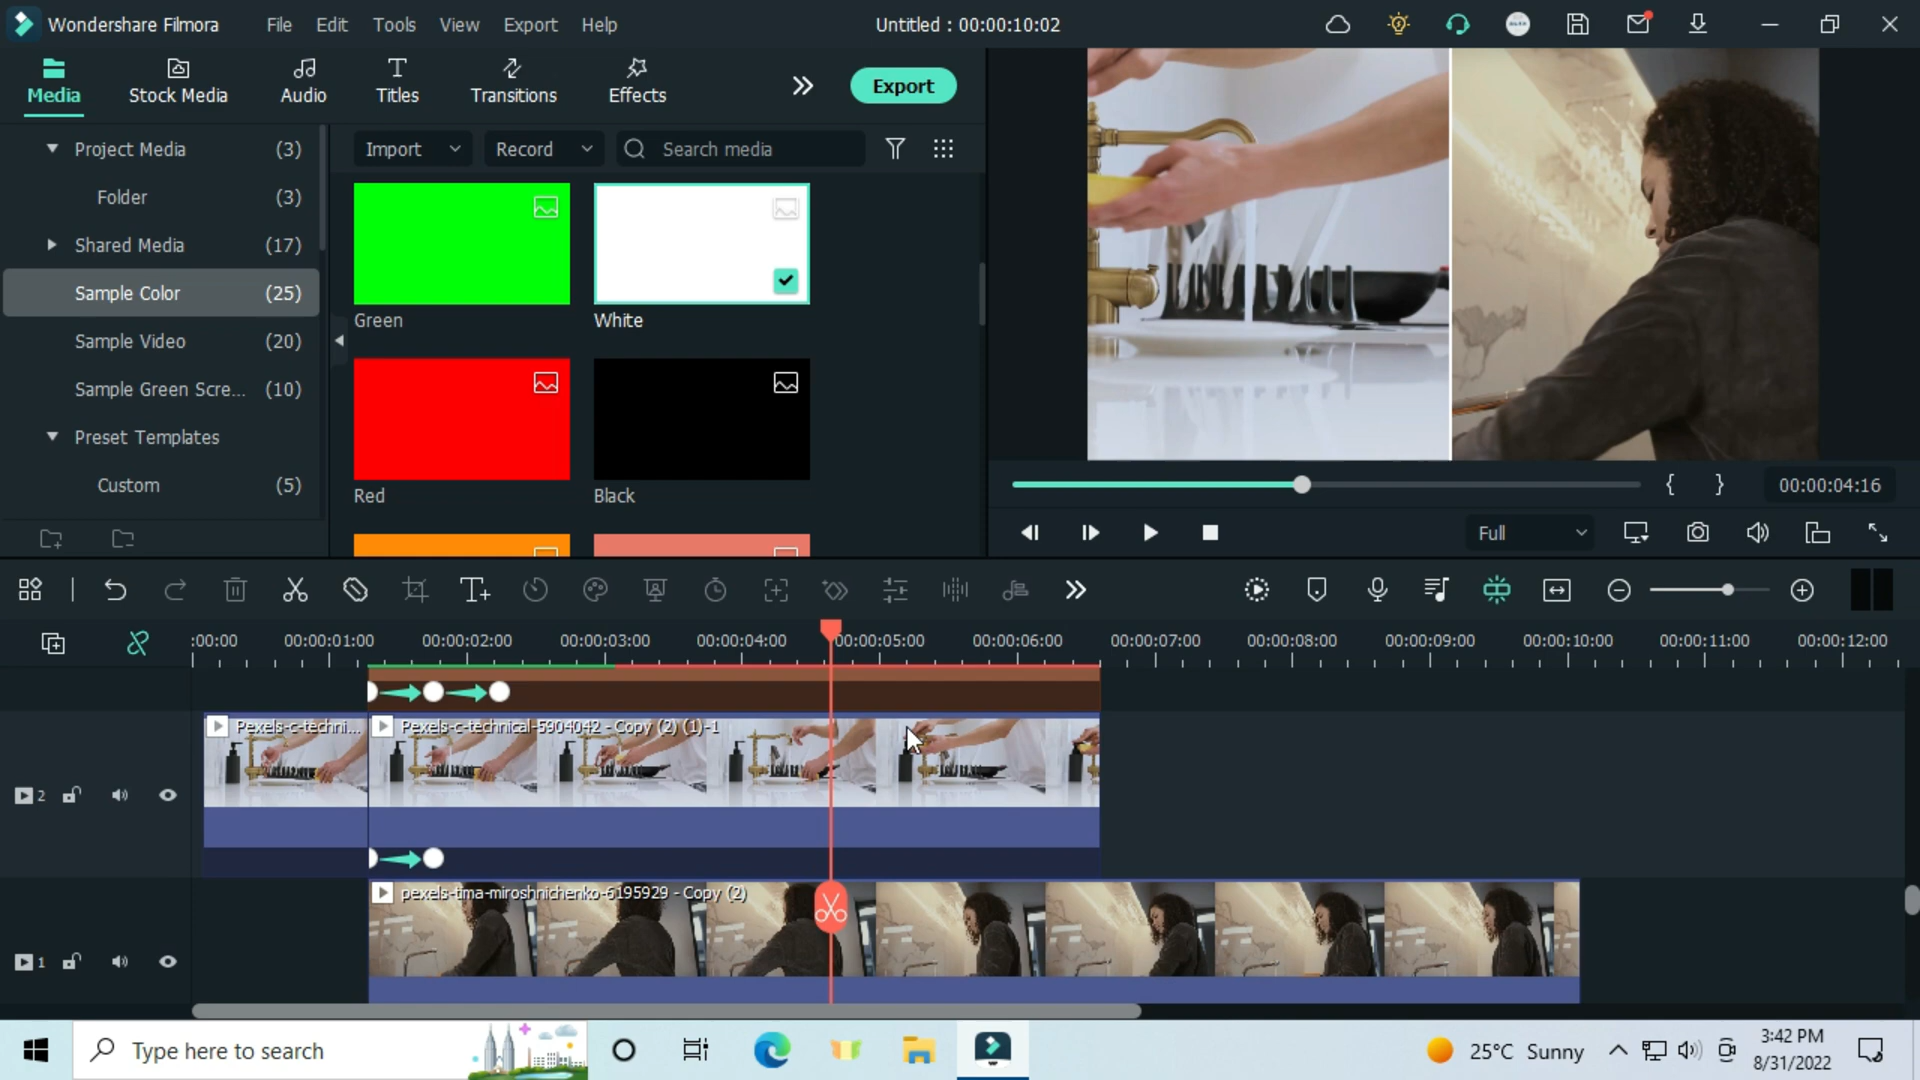 Wondershare Filmora
File Edit Tools View Export Help
Untitled : 00:00:10:02
Media
Stock Media
Audio
Titles
Transitions
Effects
Export
Project Media (3)
Folder (3)
Shared Media (17)
Sample Color (25)
Sample Video (20)
Sample Green Scre... (10)
Preset Templates
Custom (5)
Import
Record
Search media
Green
White
Red
Black
{ } 00:00:04:16
Full
:00:00 00:00:01:00 00:00:02:00 00:00:03:00 00:00:04:00 00:00:05:00 00:00:06:00 00:00:07:00 00:00:08:00 00:00:09:00 00:00:10:00 00:00:11:00 00:00:12:00
Pexels-c-techni...
Pexels-c-technical-5904042 - Copy (2) (1)-1
2
pexels-tima-miroshnichenko-6195929 - Copy (2)
1
Type here to search
25°C Sunny
3:42 PM
8/31/2022